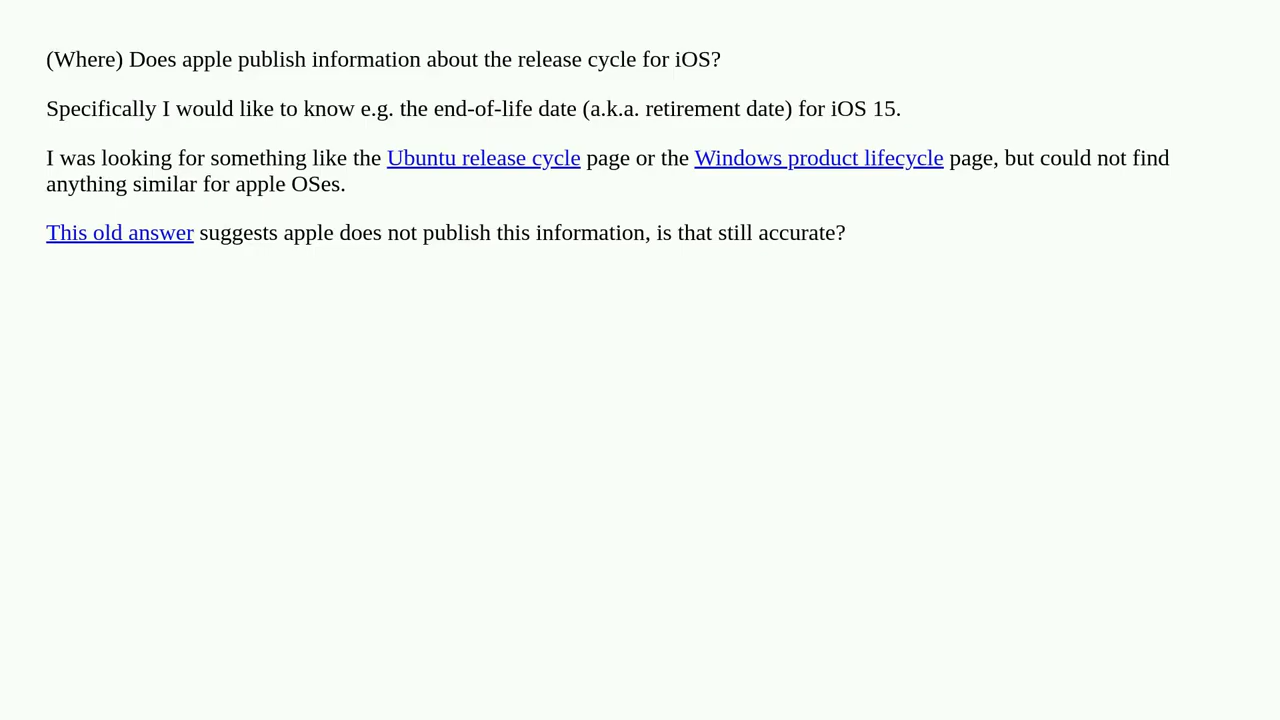 (Where) Does apple publish information about the release cycle for iOS?
Specifically I would like to know e.g. the end-of-life date (a.k.a. retirement date) for iOS 15.
I was looking for something like the Ubuntu release cycle page or the Windows product lifecycle page, but could not find
anything similar for apple OSes.
This old answer suggests apple does not publish this information, is that still accurate?